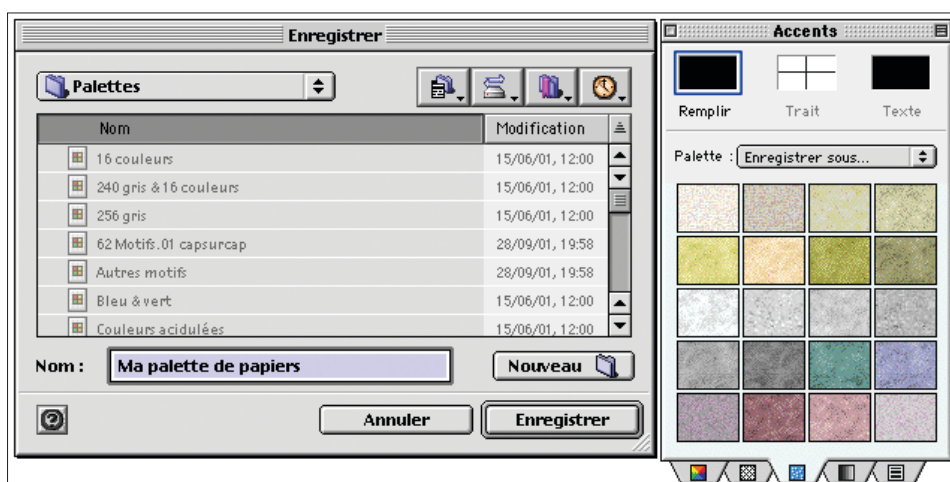 Enregistrer
Palettes
Nom Modification
16 couleurs 15/06/01, 12:00
240 gris & 16 couleurs 15/06/01, 12:00
256 gris 15/06/01, 12:00
62 Motifs.01 capsurcap 28/09/01, 19:58
Autres motifs 28/09/01, 19:58
Bleu & vert 15/06/01, 12:00
Couleurs acidulées 15/06/01, 12:00
Nom : Ma palette de papiers
Nouveau
Annuler Enregistrer
Accents
Remplir Trait Texte
Palette : Enregistrer sous...